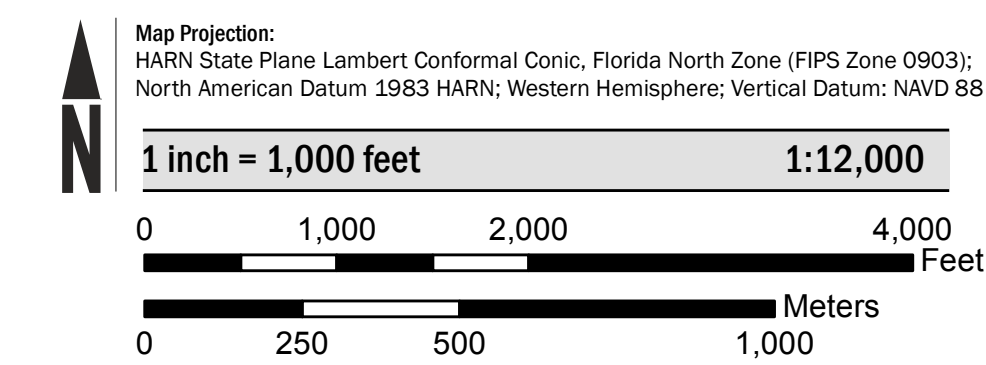 Map Projection:
HARN State Plane Lambert Conformal Conic, Florida North Zone (FIPS Zone 0903);
North American Datum 1983 HARN; Western Hemisphere; Vertical Datum: NAVD 88
N
1 inch = 1,000 feet 1:12,000
0 1,000 2,000 4,000
Feet
Meters
0 250 500 1,000